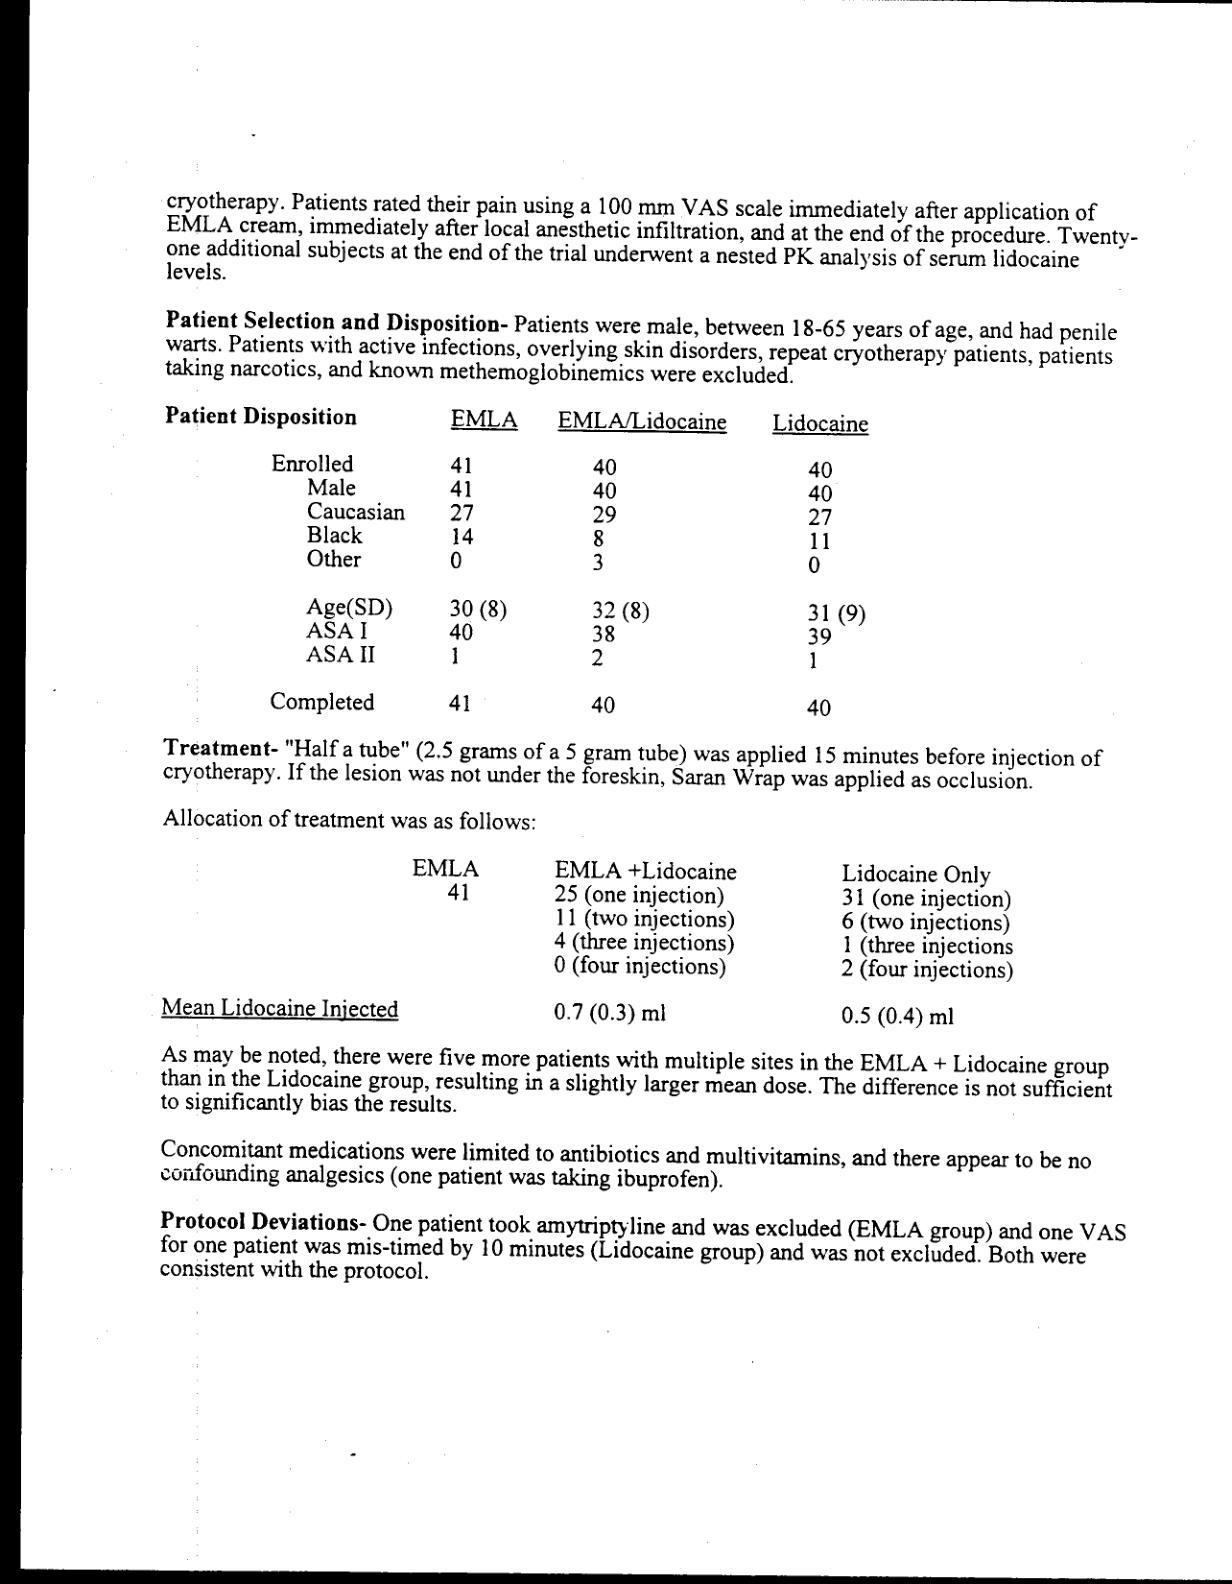 cryotherapy. Patients rated their pain using a 100 mm VAS scale immediately after application of
EMLA cream, immediately after local anesthetic infiltration, and at the end of the procedure. Twenty-
one additional subjects at the end of the trial underwent a nested PK analysis of serum lidocaine
levels.
Patient Selection and Disposition- Patients were male, between 18-65 years of age, and had penile
warts. Patients with active infections, overlying skin disorders, repeat cryotherapy patients, patients
taking narcotics, and known methemoglobinemics were excluded.
Patient Disposition EMLA EMLA/Lidocaine Lidocaine
Enrolled 41 40 40
Male 41 40 40
Caucasian 27 29 27
Black 14 8 11
Other 0 3 0
Age(SD) 30 (8) 32 (8) 31 (9)
ASA I 40 38 39
ASA II 1 2 1
Completed 41 40 40
Treatment- "Half a tube" (2.5 grams of a 5 gram tube) was applied 15 minutes before injection of
cryotherapy. If the lesion was not under the foreskin, Saran Wrap was applied as occlusion.
Allocation of treatment was as follows:
EMLA EMLA +Lidocaine Lidocaine Only
41 25 (one injection) 31 (one injection)
11 (two injections) 6 (two injections)
4 (three injections) 1 (three injections
0 (four injections) 2 (four injections)
Mean Lidocaine Injected 0.7 (0.3) ml 0.5 (0.4) ml
As may be noted, there were five more patients with multiple sites in the EMLA + Lidocaine group
than in the Lidocaine group, resulting in a slightly larger mean dose. The difference is not sufficient
to significantly bias the results.
Concomitant medications were limited to antibiotics and multivitamins, and there appear to be no
confounding analgesics (one patient was taking ibuprofen).
Protocol Deviations- One patient took amytriptyline and was excluded (EMLA group) and one VAS
for one patient was mis-timed by 10 minutes (Lidocaine group) and was not excluded. Both were
consistent with the protocol.